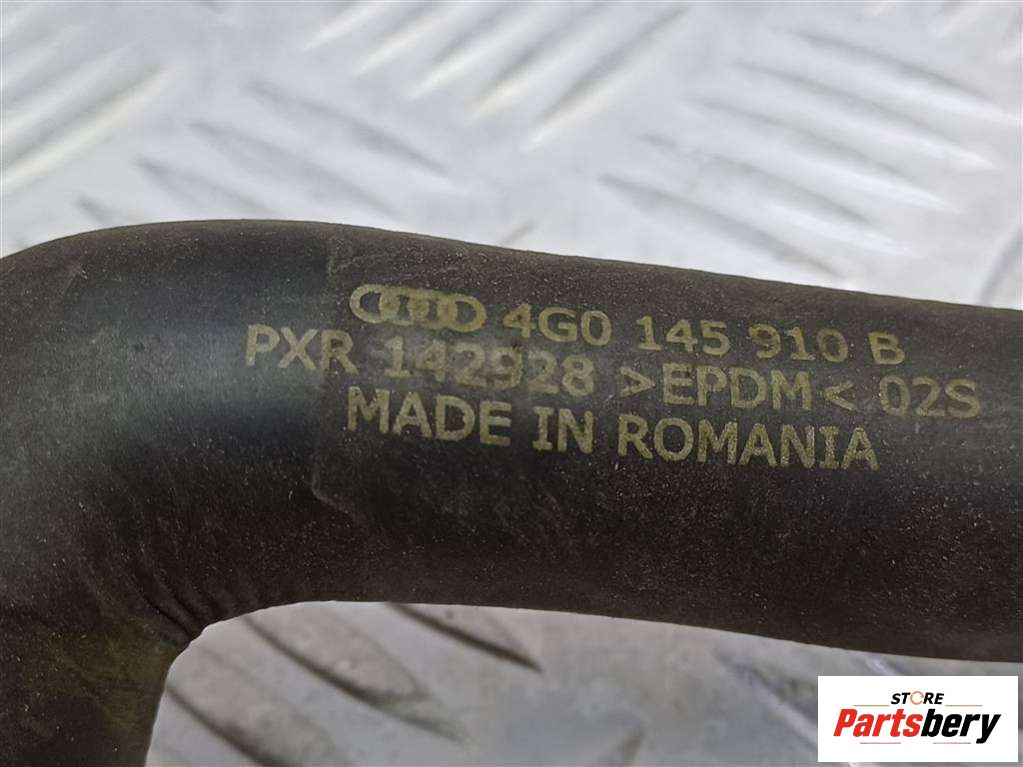 4G0 145 910 B
PXR 142928 >EPDM< 02S
MADE IN ROMANIA
STORE
Partsbery